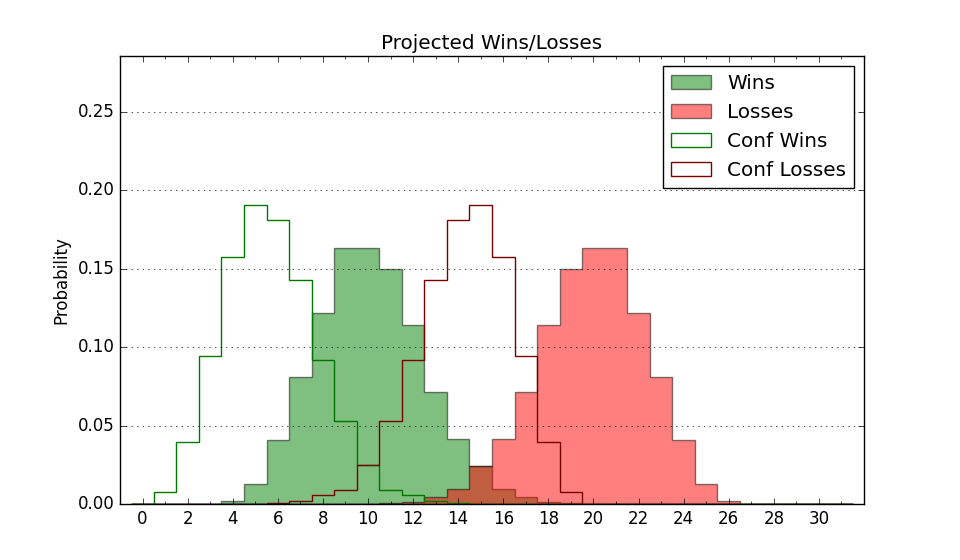 Projected Wins/Losses
Wins
Losses
Conf Wins
Conf Losses
Probability
0.25
0.20
0.15
0.10
0.05
0.00
0 2 4 6 8 10 12 14 16 18 20 22 24 26 28 30